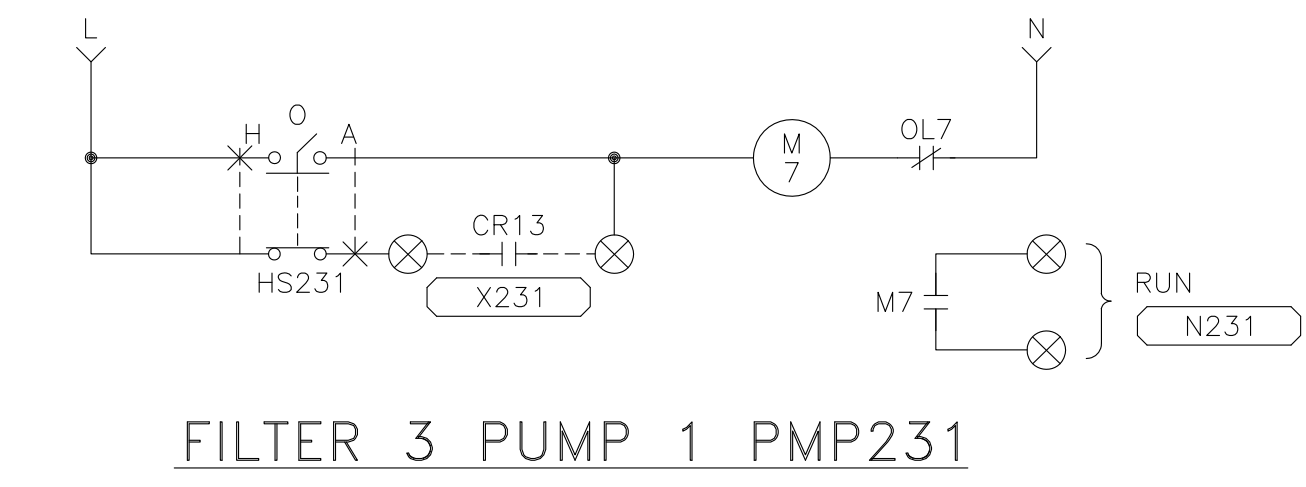 L
N
H
O
A
M
7
OL7
CR13
HS231
X231
M7
RUN
N231
FILTER 3 PUMP 1 PMP231